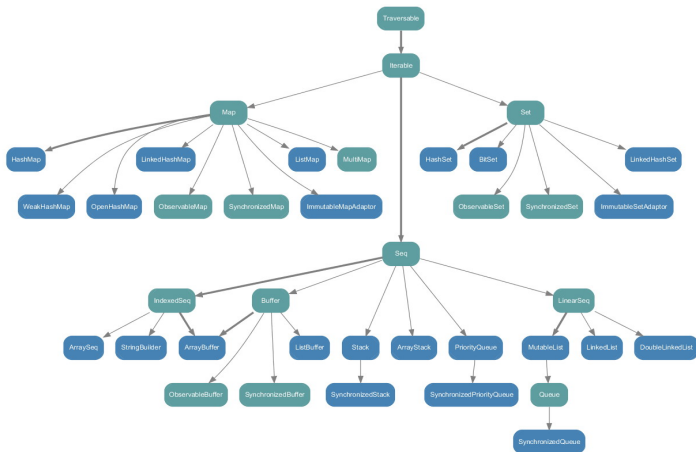 Traversable
Iterable
Map
Set
HashMap
LinkedHashMap
ListMap
MultiMap
HashSet
BitSet
LinkedHashSet
WeakHashMap
OpenHashMap
ObservableMap
SynchronizedMap
ImmutableMapAdaptor
ObservableSet
SynchronizedSet
ImmutableSetAdaptor
Seq
IndexedSeq
Buffer
LinearSeq
ArraySeq
StringBuilder
ArrayBuffer
ListBuffer
Stack
ArrayStack
PriorityQueue
MutableList
LinkedList
DoubleLinkedList
ObservableBuffer
SynchronizedBuffer
SynchronizedStack
SynchronizedPriorityQueue
Queue
SynchronizedQueue